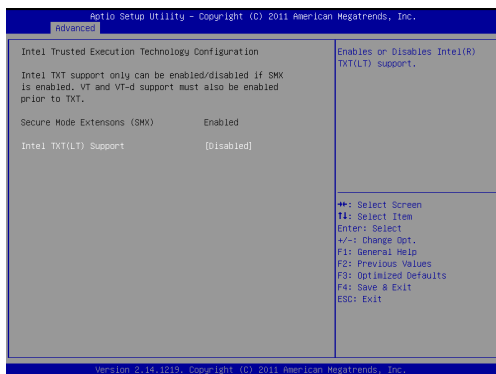 Aptio Setup Utility – Copyright (C) 2011 American Megatrends, Inc.
Advanced
Intel Trusted Execution Technology Configuration
Intel TXT support only can be enabled/disabled if SMX
is enabled. VT and VT-d support must also be enabled
prior to TXT.
Secure Mode Extensons (SMX) Enabled
Intel TXT(LT) Support [Disabled]
Enables or Disables Intel(R)
TXT(LT) support.
→←: Select Screen
↑↓: Select Item
Enter: Select
+/-: Change Opt.
F1: General Help
F2: Previous Values
F3: Optimized Defaults
F4: Save & Exit
ESC: Exit
Version 2.14.1219. Copyright (C) 2011 American Megatrends, Inc.